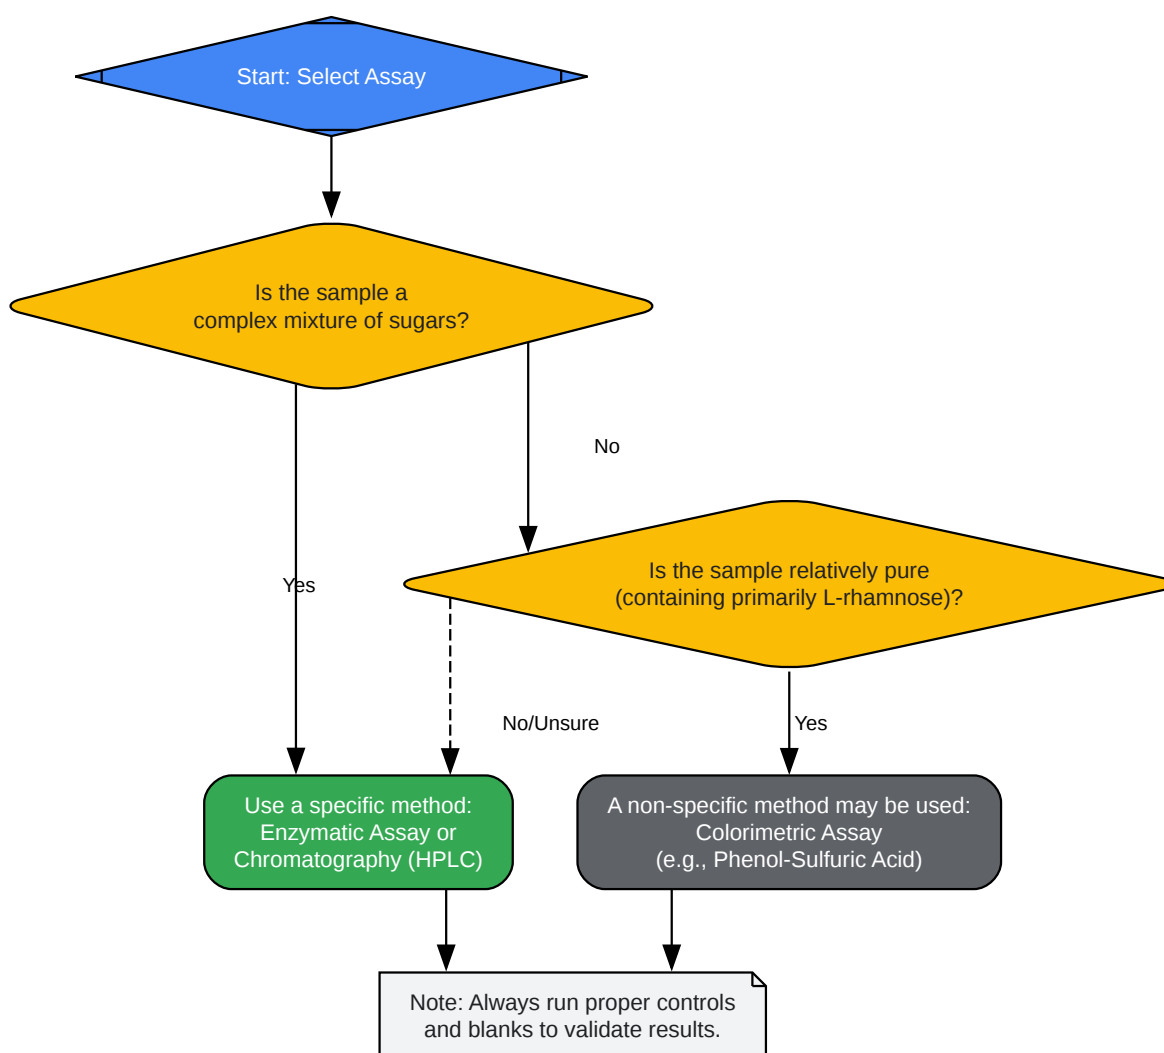 Start: Select Assay
Is the sample a
complex mixture of sugars?
No
Is the sample relatively pure
(containing primarily L-rhamnose)?
Yes
No/Unsure
Yes
Use a specific method:
Enzymatic Assay or
Chromatography (HPLC)
A non-specific method may be used:
Colorimetric Assay
(e.g., Phenol-Sulfuric Acid)
Note: Always run proper controls
and blanks to validate results.